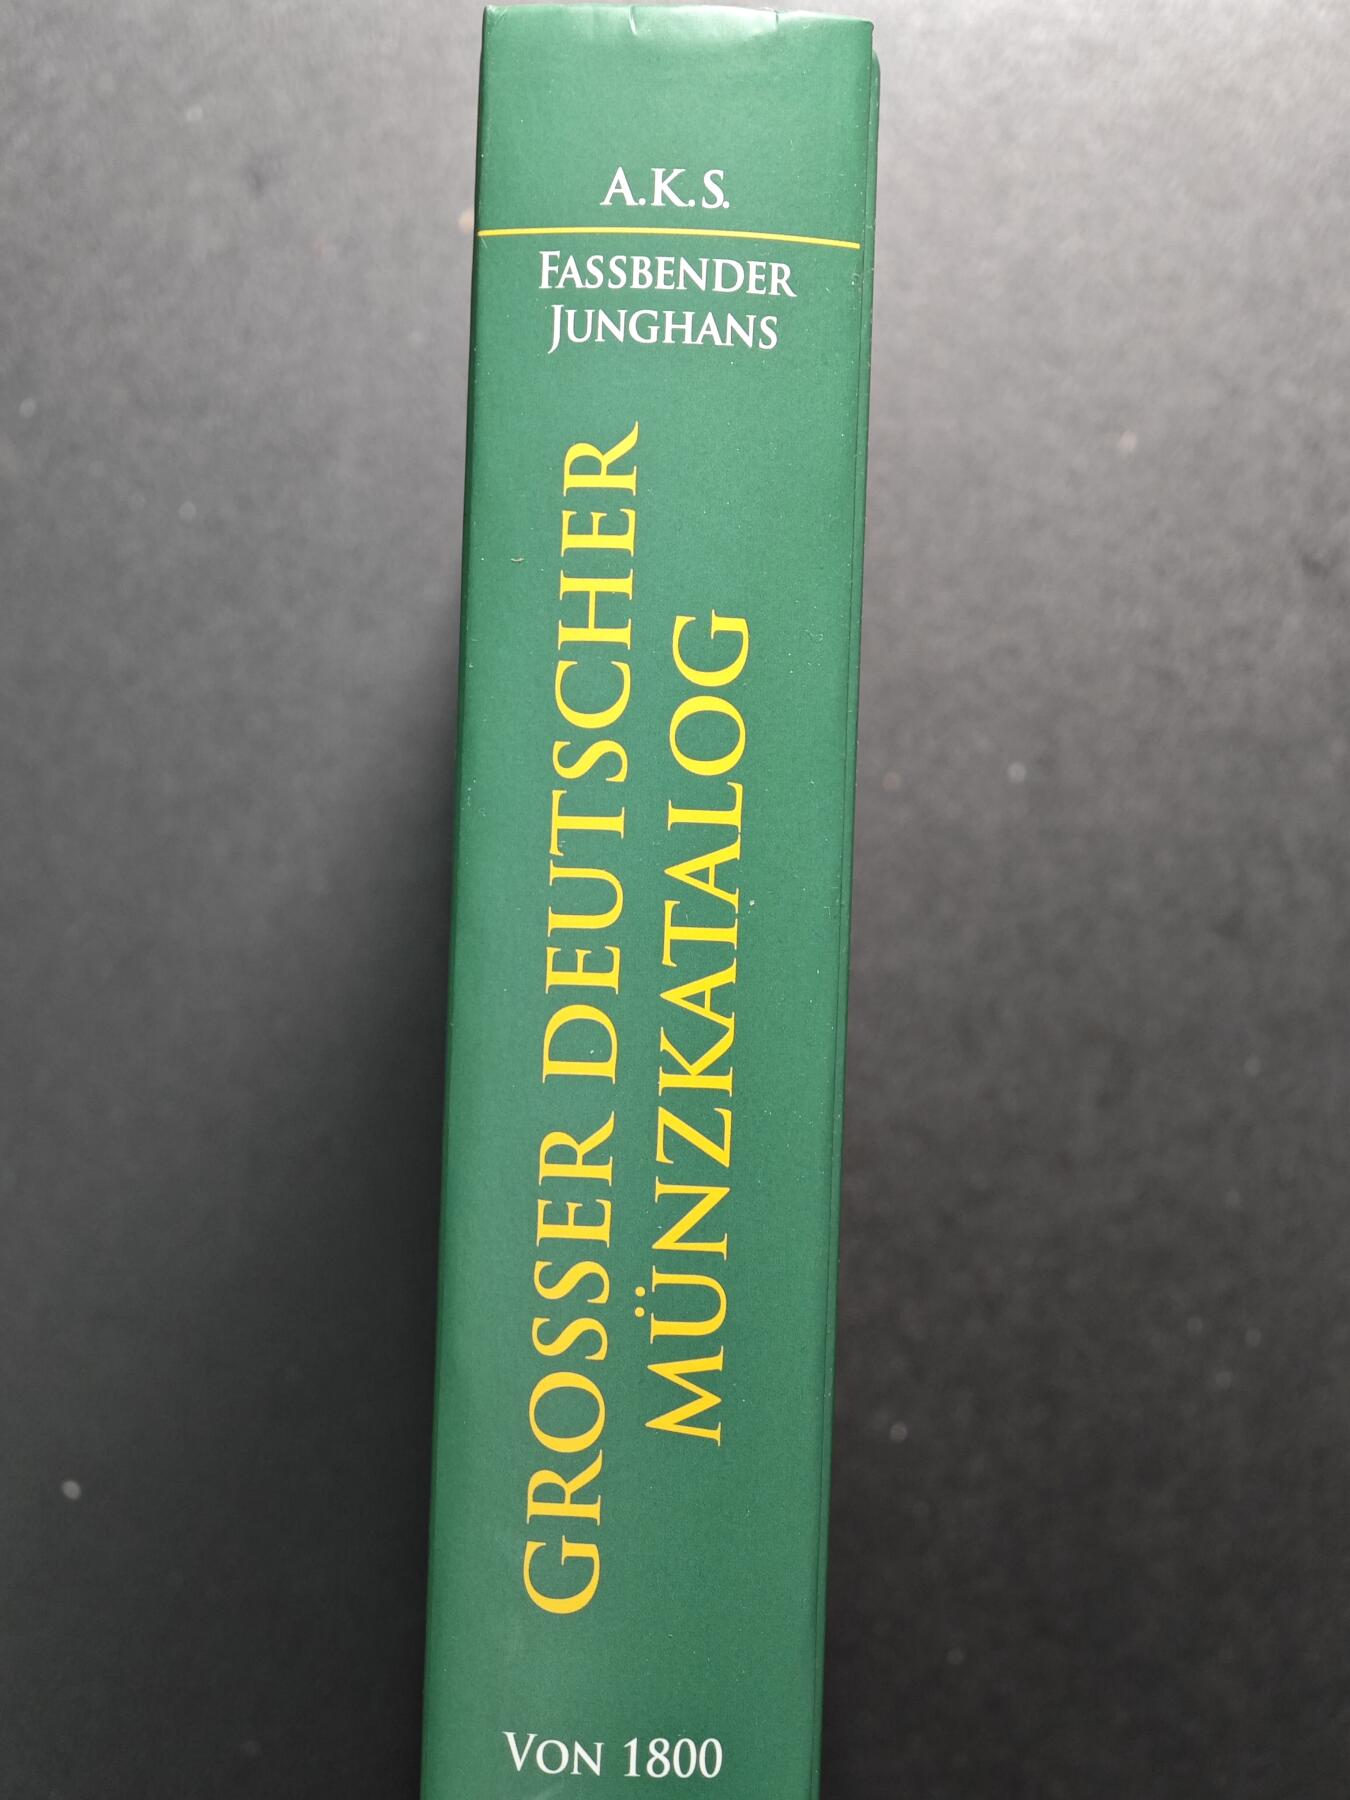 A.K.S.
FASSBENDER
JUNGHANS
GROSSER DEUTSCHER
MÜNZKATALOG
VON 1800